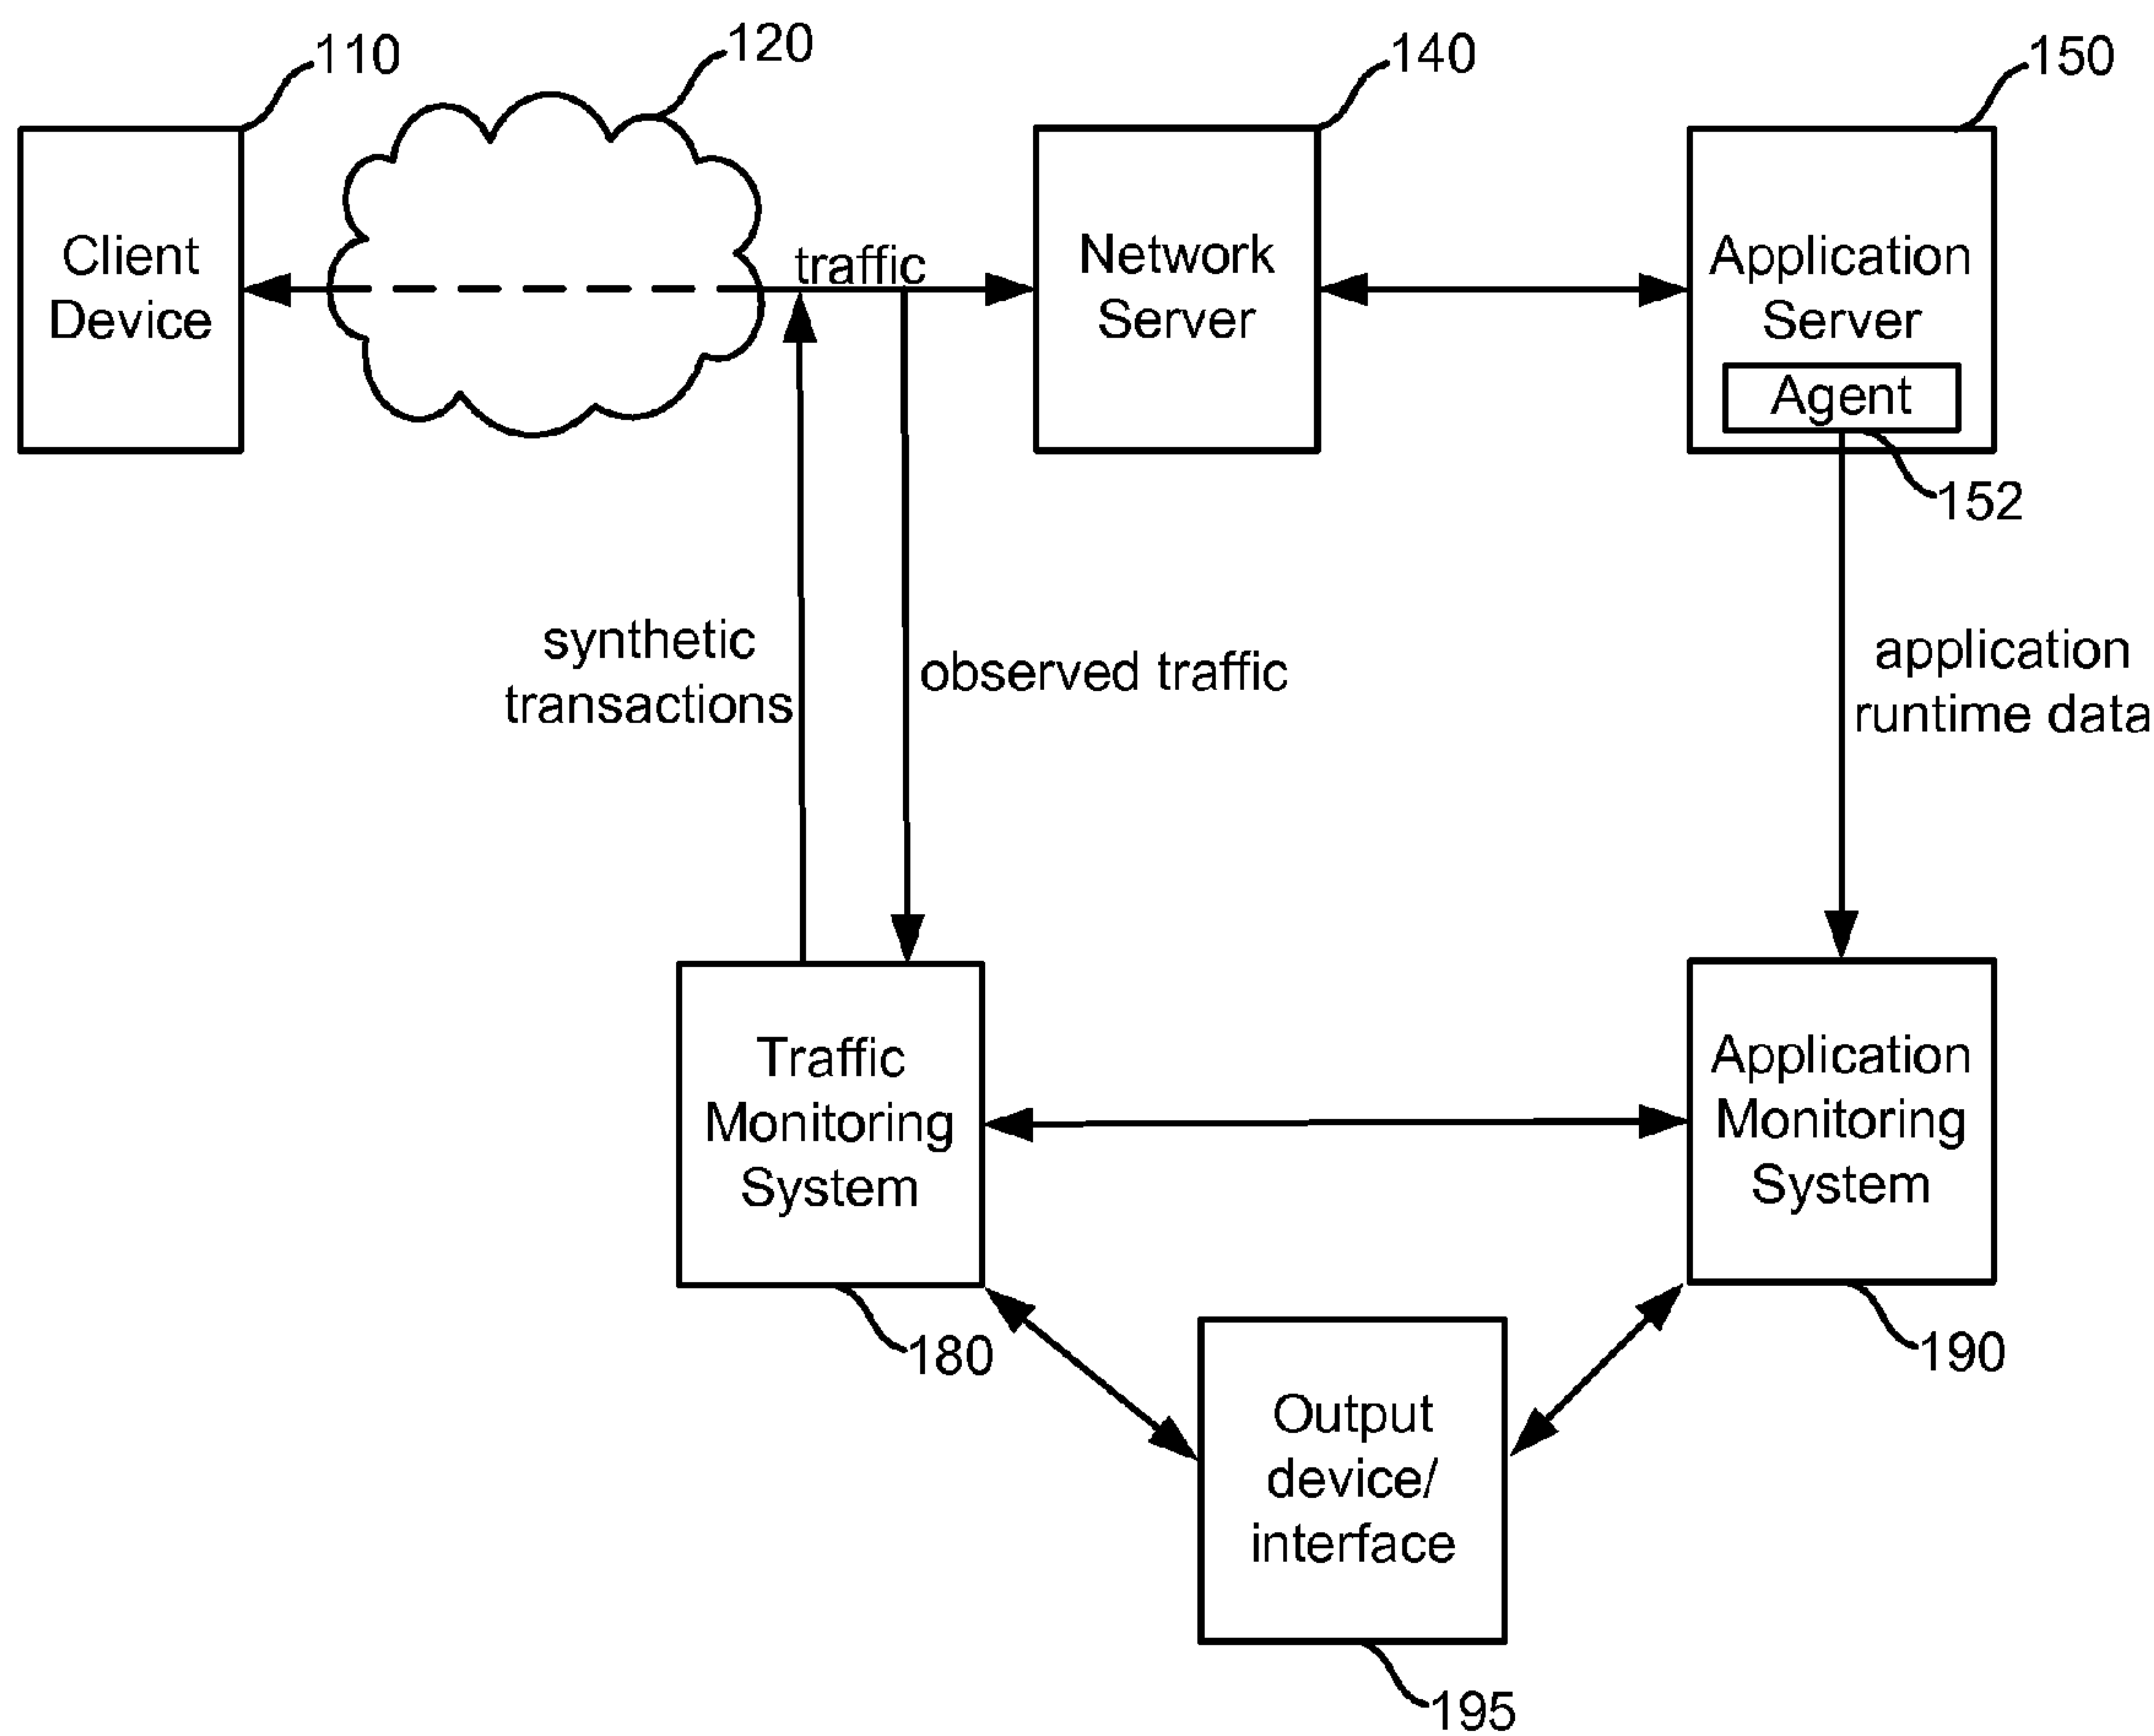 110
120
140
150
Client
Device
traffic
Network
Server
Application
Server
Agent
152
synthetic
transactions
observed traffic
application
runtime data
Traffic
Monitoring
System
Application
Monitoring
System
180
190
Output
device/
interface
195